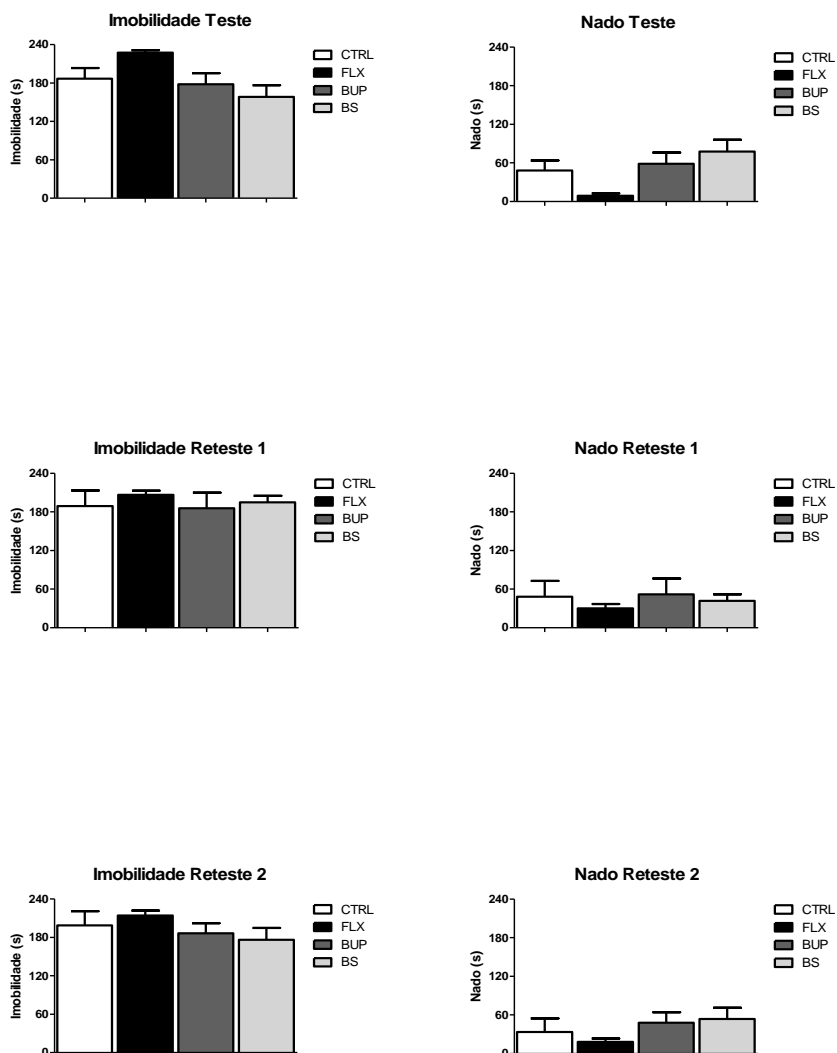 Imobilidade Teste
Imobilidade (s)
240
180
120
60
0
CTRL
FLX
BUP
BS
Nado Teste
Nado (s)
240
180
120
60
0
CTRL
FLX
BUP
BS
Imobilidade Reteste 1
Imobilidade (s)
240
180
120
60
0
CTRL
FLX
BUP
BS
Nado Reteste 1
Nado (s)
240
180
120
60
0
CTRL
FLX
BUP
BS
Imobilidade Reteste 2
Imobilidade (s)
240
180
120
60
0
CTRL
FLX
BUP
BS
Nado Reteste 2
Nado (s)
240
180
120
60
0
CTRL
FLX
BUP
BS